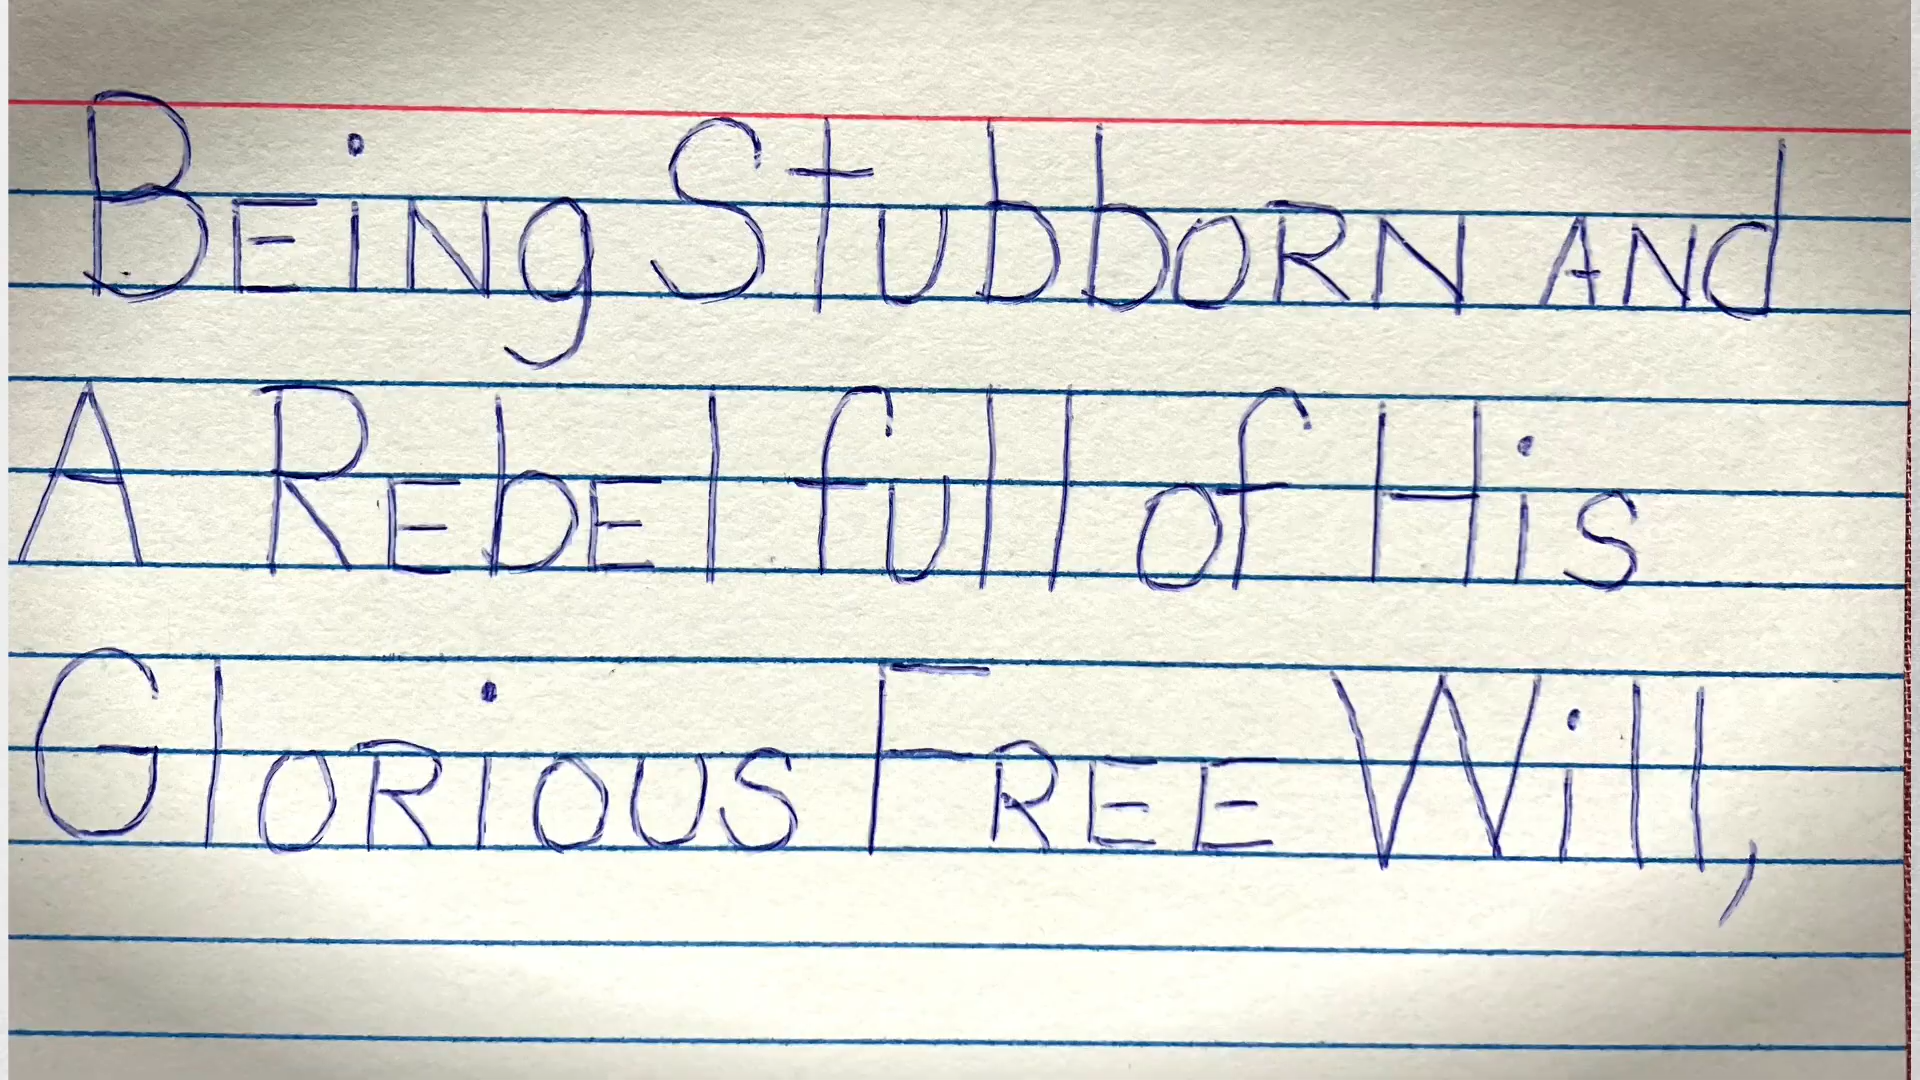 Being Stubborn and
A Rebel full of His
Glorious Free Will,